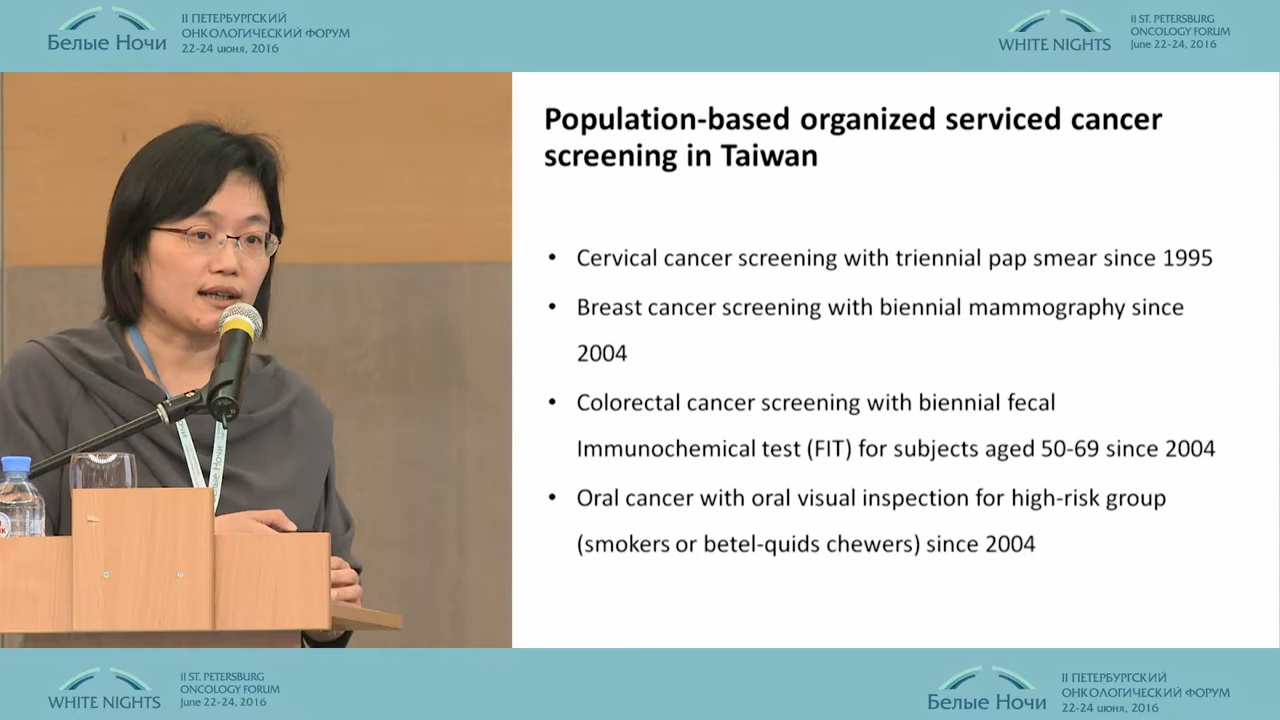 Белые Ночи
II ПЕТЕРБУРГСКИЙ
ОНКОЛОГИЧЕСКИЙ ФОРУМ
22-24 июня, 2016
WHITE NIGHTS
II ST. PETERSBURG
ONCOLOGY FORUM
June 22-24, 2016
Population-based organized serviced cancer
screening in Taiwan
• Cervical cancer screening with triennial pap smear since 1995
• Breast cancer screening with biennial mammography since
2004
• Colorectal cancer screening with biennial fecal
Immunochemical test (FIT) for subjects aged 50-69 since 2004
• Oral cancer with oral visual inspection for high-risk group
(smokers or betel-quids chewers) since 2004
Белые Ночи
WHITE NIGHTS
II ST. PETERSBURG
ONCOLOGY FORUM
June 22-24, 2016
Белые Ночи
II ПЕТЕРБУРГСКИЙ
ОНКОЛОГИЧЕСКИЙ ФОРУМ
22-24 июня, 2016